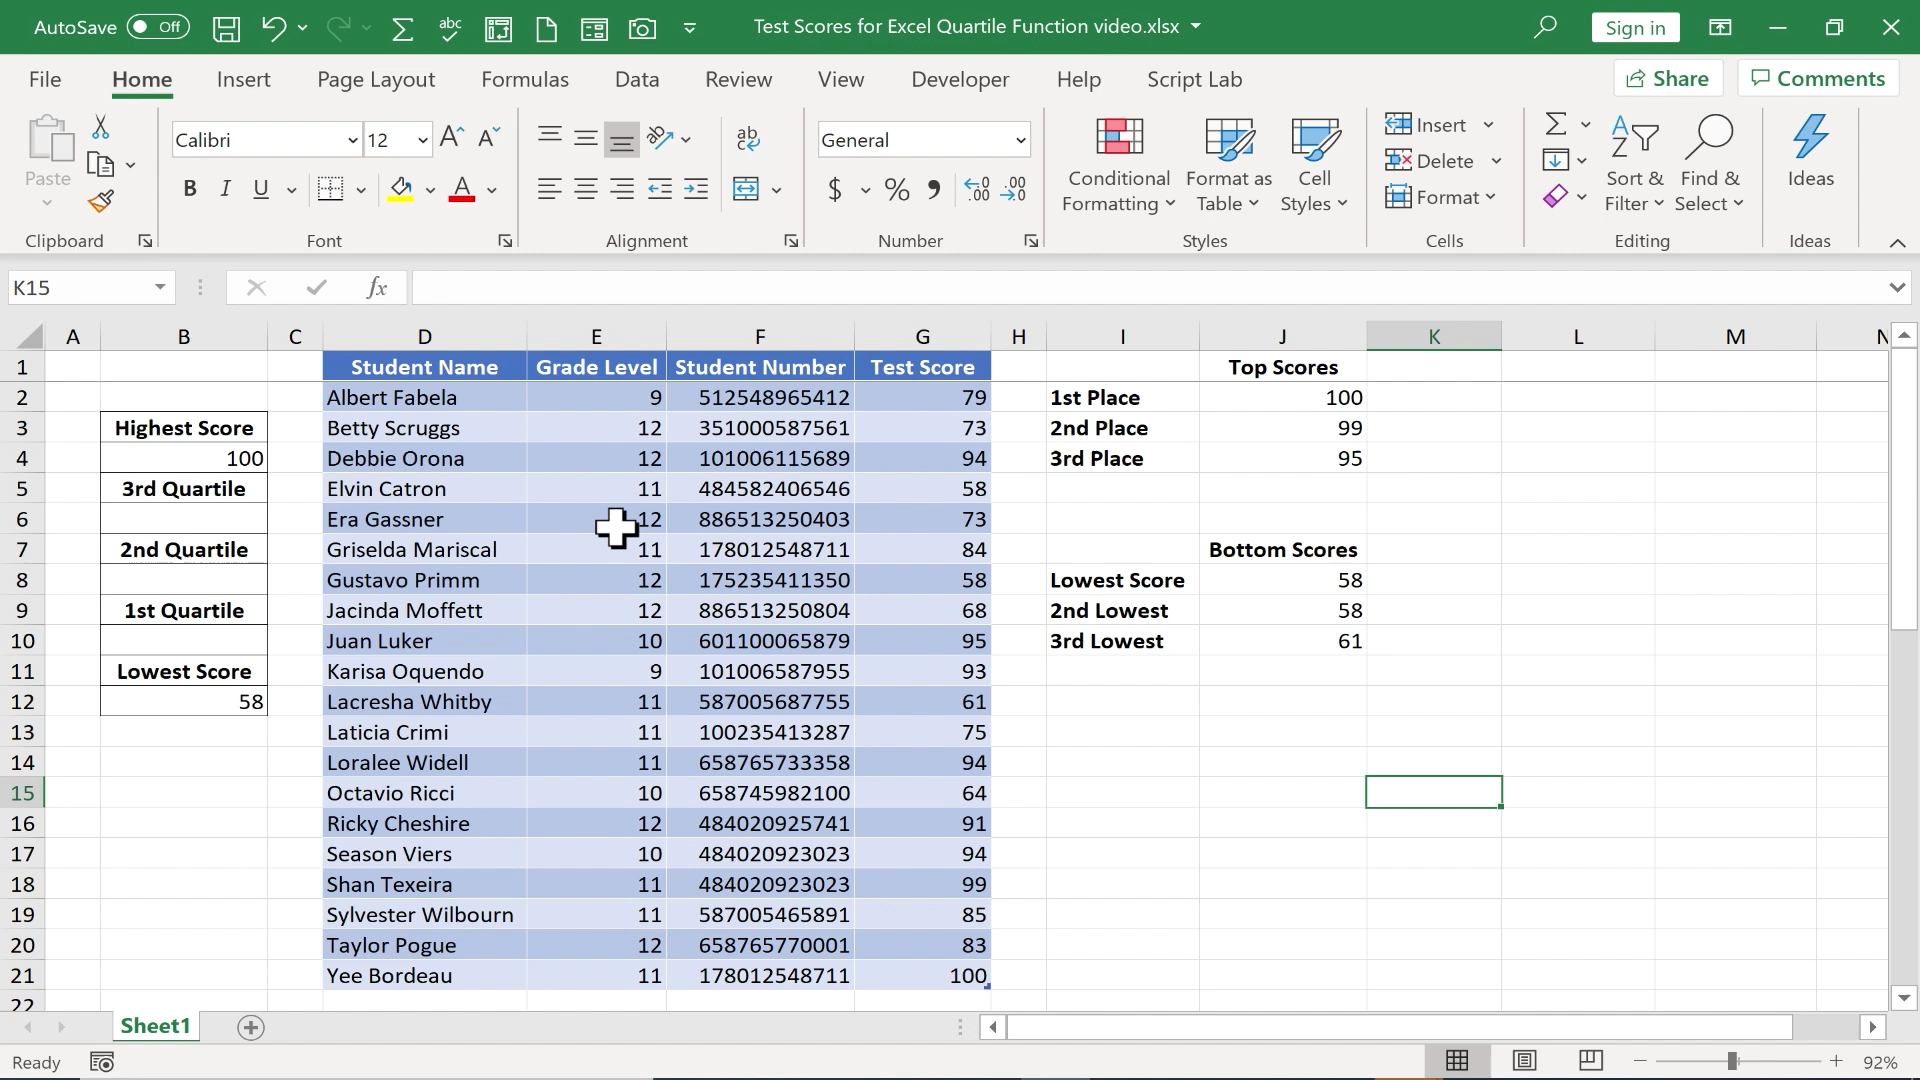 AutoSave Off abc Test Scores for Excel Quartile Function video.xlsx Sign in
File Home Insert Page Layout Formulas Data Review View Developer Help Script Lab Share Comments
Paste
Clipboard
Calibri 12
B I U A
Font
ab
Alignment
General
$ %
Number
Conditional Formatting
Format as Table
Cell Styles
Styles
Insert
Delete
Format
Cells
Sort & Filter
Find & Select
Editing
Ideas
Ideas
K15 fx
A B C D E F G H I J K L M N
1 Student Name Grade Level Student Number Test Score Top Scores
2 Albert Fabela 9 512548965412 79 1st Place 100
3 Highest Score Betty Scruggs 12 351000587561 73 2nd Place 99
4 100 Debbie Orona 12 101006115689 94 3rd Place 95
5 3rd Quartile Elvin Catron 11 484582406546 58
6 Era Gassner 12 886513250403 73
7 2nd Quartile Griselda Mariscal 11 178012548711 84 Bottom Scores
8 Gustavo Primm 12 175235411350 58 Lowest Score 58
9 1st Quartile Jacinda Moffett 12 886513250804 68 2nd Lowest 58
10 Juan Luker 10 601100065879 95 3rd Lowest 61
11 Lowest Score Karisa Oquendo 9 101006587955 93
12 58 Lacresha Whitby 11 587005687755 61
13 Laticia Crimi 11 100235413287 75
14 Loralee Widell 11 658765733358 94
15 Octavio Ricci 10 658745982100 64
16 Ricky Cheshire 12 484020925741 91
17 Season Viers 10 484020923023 94
18 Shan Texeira 11 484020923023 99
19 Sylvester Wilbourn 11 587005465891 85
20 Taylor Pogue 12 658765770001 83
21 Yee Bordeau 11 178012548711 100
22
Sheet1
Ready 92%